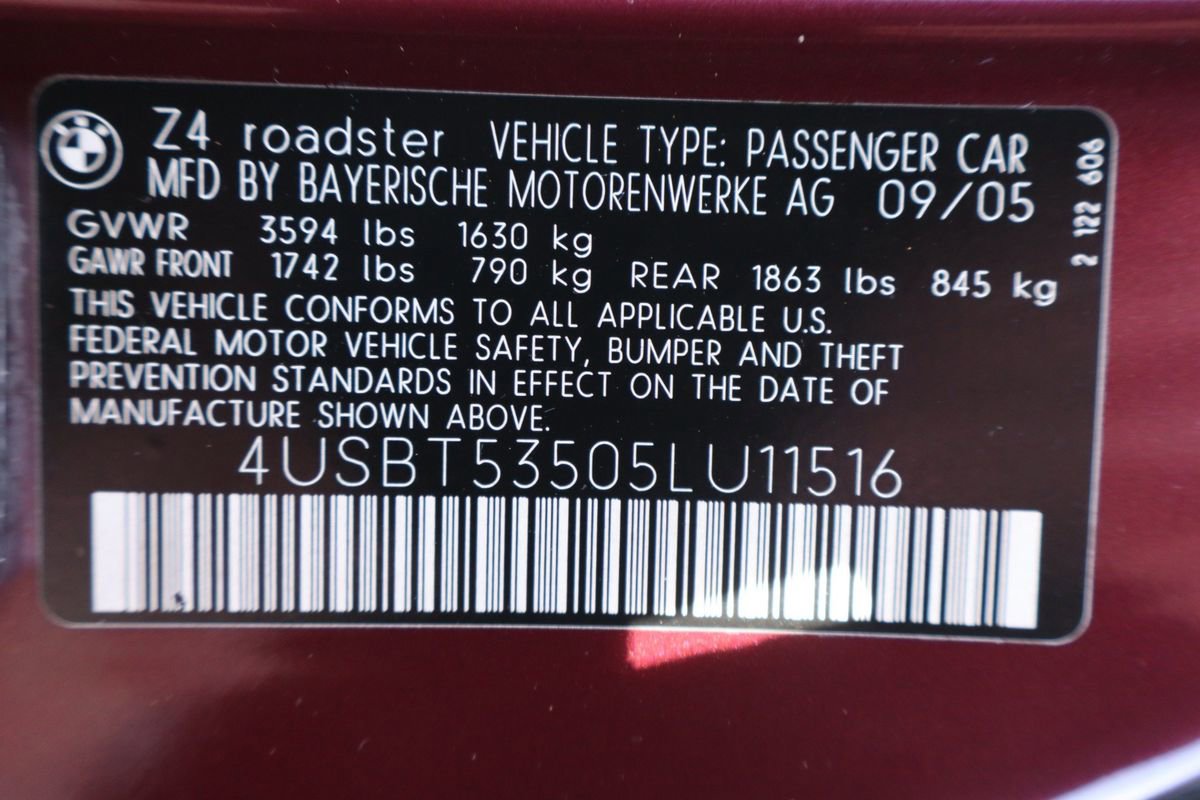 Z4 roadster VEHICLE TYPE: PASSENGER CAR
MFD BY BAYERISCHE MOTORENWERKE AG 09/05
GVWR 3594 lbs 1630 kg
GAWR FRONT 1742 lbs 790 kg REAR 1863 lbs 845 kg
THIS VEHICLE CONFORMS TO ALL APPLICABLE U.S.
FEDERAL MOTOR VEHICLE SAFETY, BUMPER AND THEFT
PREVENTION STANDARDS IN EFFECT ON THE DATE OF
MANUFACTURE SHOWN ABOVE.
4USBT53505LU11516
2 122 606